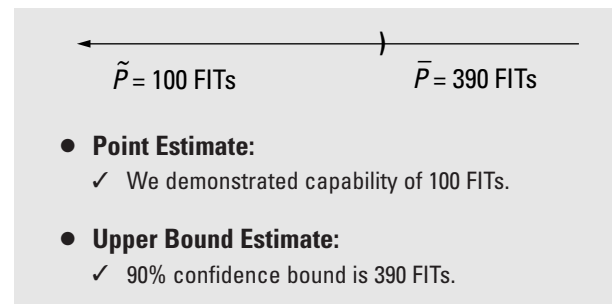 P̃ = 100 FITs P̅ = 390 FITs
● Point Estimate:
✓ We demonstrated capability of 100 FITs.
● Upper Bound Estimate:
✓ 90% confidence bound is 390 FITs.